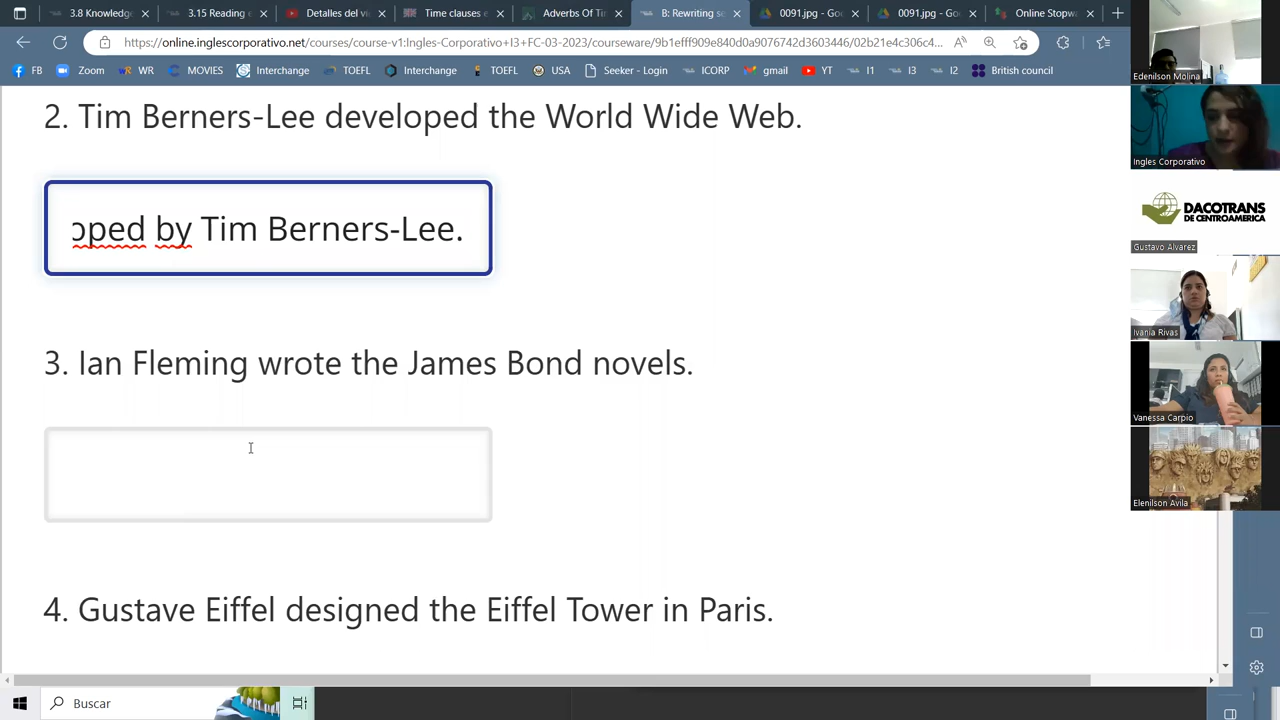 3.8 Knowledge
3.15 Reading e
Detalles del vi
Time clauses e
Adverbs Of Ti
B: Rewriting se
0091.jpg - Go
0091.jpg - Go
Online Stopw
https://online.inglescorporativo.net/courses/course-v1:Ingles-Corporativo+I3+FC-03-2023/courseware/9b1efff909e840d0a9076742d3603446/02b21e4c306c4...
FB
Zoom
WR
MOVIES
Interchange
TOEFL
Interchange
TOEFL
USA
Seeker - Login
ICORP
gmail
YT
I1
I3
I2
British council
2. Tim Berners-Lee developed the World Wide Web.
oped by Tim Berners-Lee.
3. Ian Fleming wrote the James Bond novels.
4. Gustave Eiffel designed the Eiffel Tower in Paris.
Edenilson Molina
Ingles Corporativo
DACOTRANS
DE CENTROAMERICA
Gustavo Alvarez
Ivania Rivas
Vanessa Carpio
Elenilson Avila
Buscar